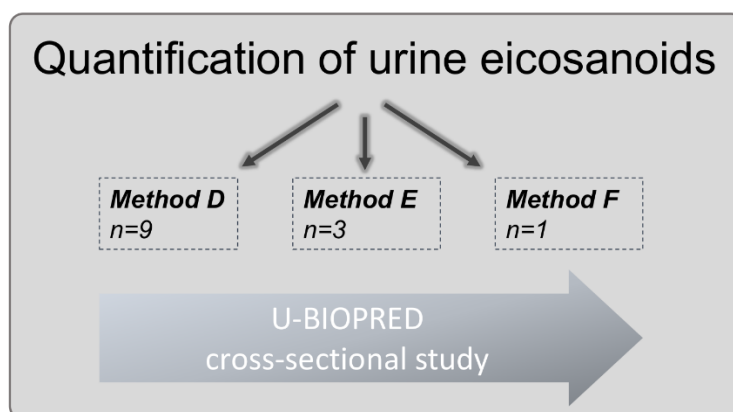 Quantification of urine eicosanoids
Method D
n=9
Method E
n=3
Method F
n=1
U-BIOPRED
cross-sectional study